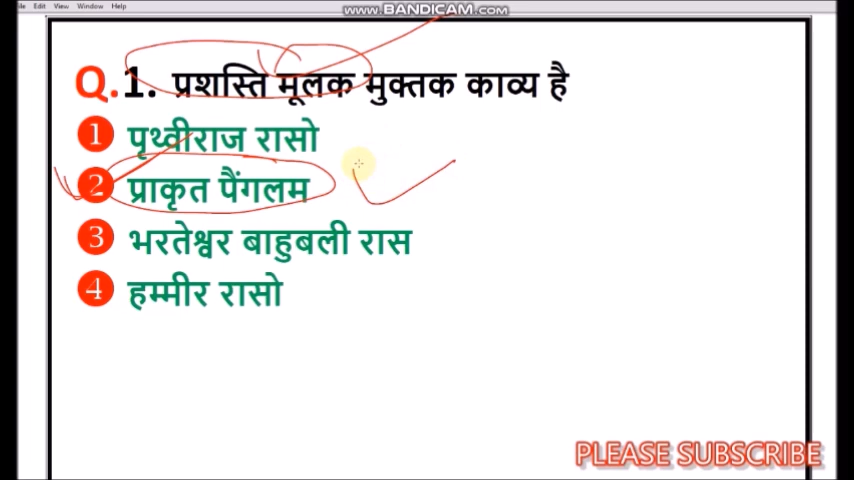 ile Edit View Window Help
www.BANDICAM.com
Q.1. प्रशस्ति मूलक मुक्तक काव्य है
1 पृथ्वीराज रासो
2 प्राकृत पैंगलम
3 भरतेश्वर बाहुबली रास
4 हम्मीर रासो
PLEASE SUBSCRIBE